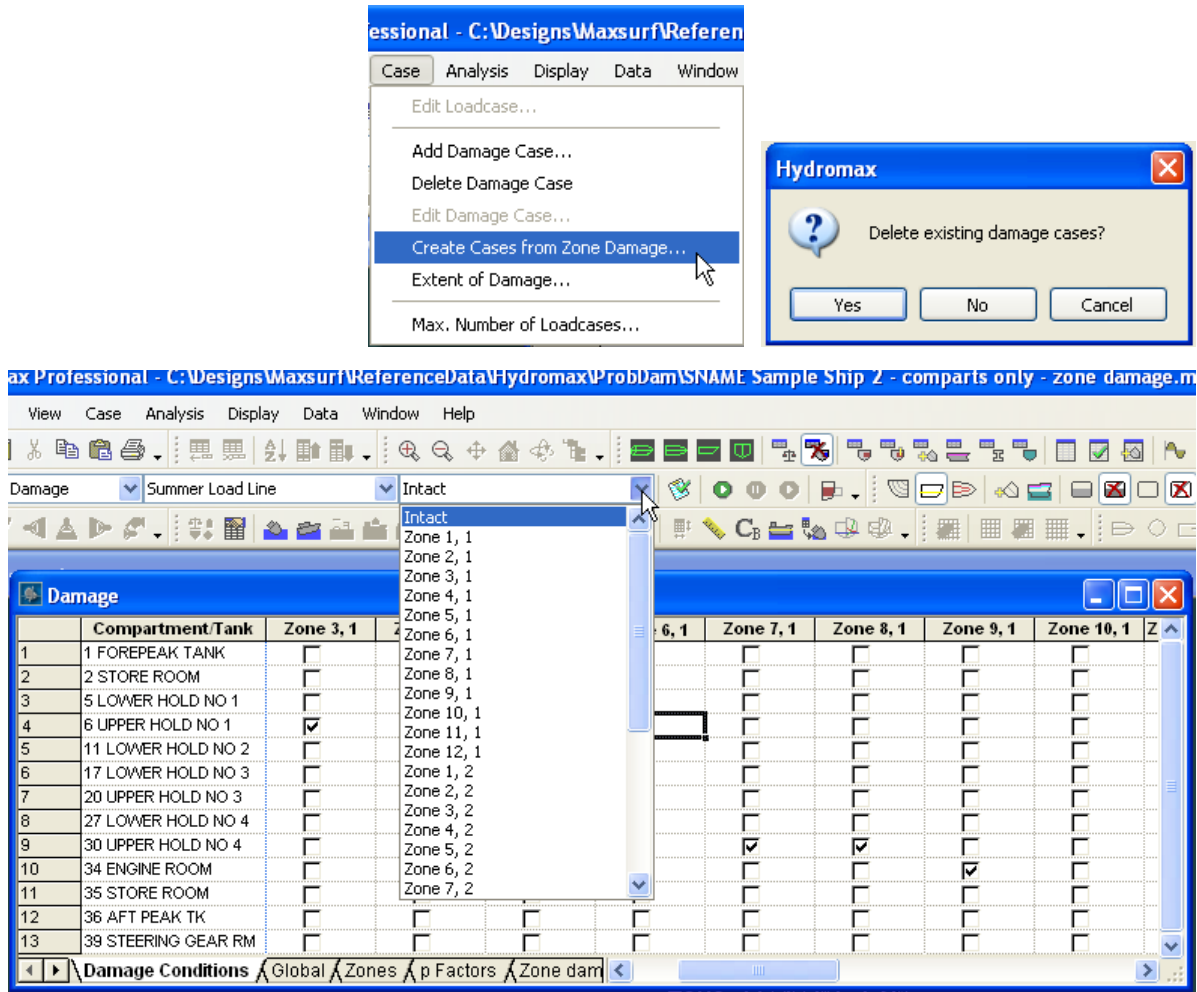 essional - C:\Designs\Maxsurf\Referen
Case Analysis Display Data Window
Edit Loadcase...
Add Damage Case...
Delete Damage Case
Edit Damage Case...
Create Cases from Zone Damage...
Extent of Damage...
Max. Number of Loadcases...
Hydromax
Delete existing damage cases?
Yes No Cancel
ax Professional - C:\Designs\Maxsurf\ReferenceData\Hydromax\ProbDam\SNAME Sample Ship 2 - comparts only - zone damage.m
View Case Analysis Display Data Window Help
Damage Summer Load Line Intact
Intact
Zone 1, 1
Zone 2, 1
Zone 3, 1
Zone 4, 1
Zone 5, 1
Zone 6, 1
Zone 7, 1
Zone 8, 1
Zone 9, 1
Zone 10, 1
Zone 11, 1
Zone 12, 1
Zone 1, 2
Zone 2, 2
Zone 3, 2
Zone 4, 2
Zone 5, 2
Zone 6, 2
Zone 7, 2
Damage
Compartment/Tank Zone 3, 1 Z 6, 1 Zone 7, 1 Zone 8, 1 Zone 9, 1 Zone 10, 1 Z
1 1 FOREPEAK TANK
2 2 STORE ROOM
3 5 LOWER HOLD NO 1
4 6 UPPER HOLD NO 1
5 11 LOWER HOLD NO 2
6 17 LOWER HOLD NO 3
7 20 UPPER HOLD NO 3
8 27 LOWER HOLD NO 4
9 30 UPPER HOLD NO 4
10 34 ENGINE ROOM
11 35 STORE ROOM
12 36 AFT PEAK TK
13 39 STEERING GEAR RM
Damage Conditions Global Zones p Factors Zone dam